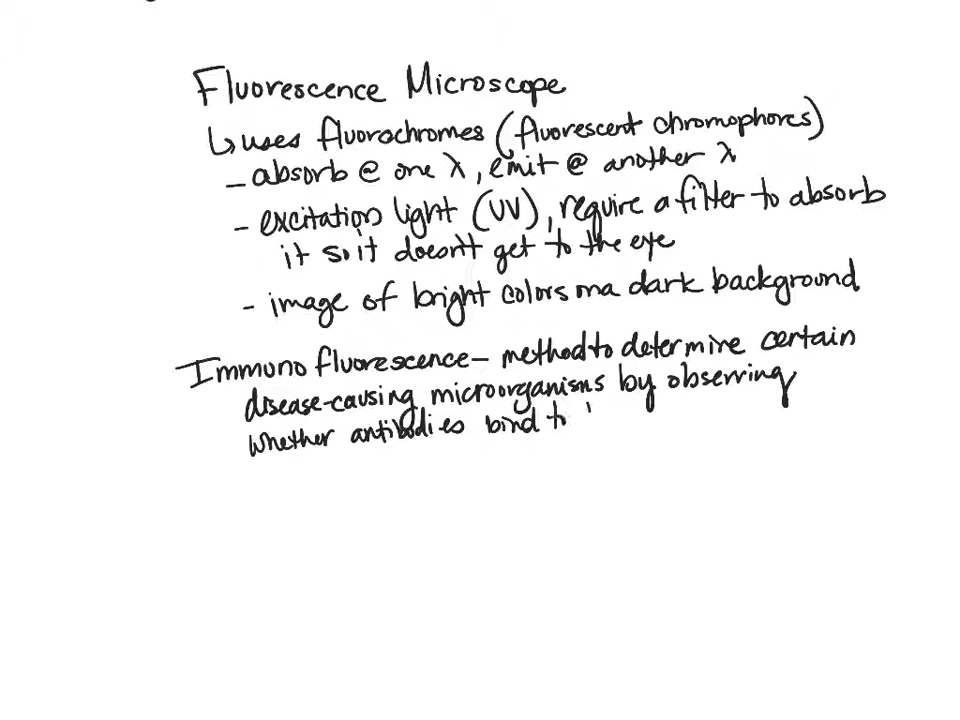 Fluorescence Microscope
↳ uses fluorochromes (fluorescent chromophores)
- absorb @ one λ, emit @ another λ
- excitation light (UV), require a filter to absorb
it so it doesn't get to the eye
- image of bright colors on a dark background
Immunofluorescence - method to determine certain
disease-causing microorganisms by observing
whether antibodies bind to